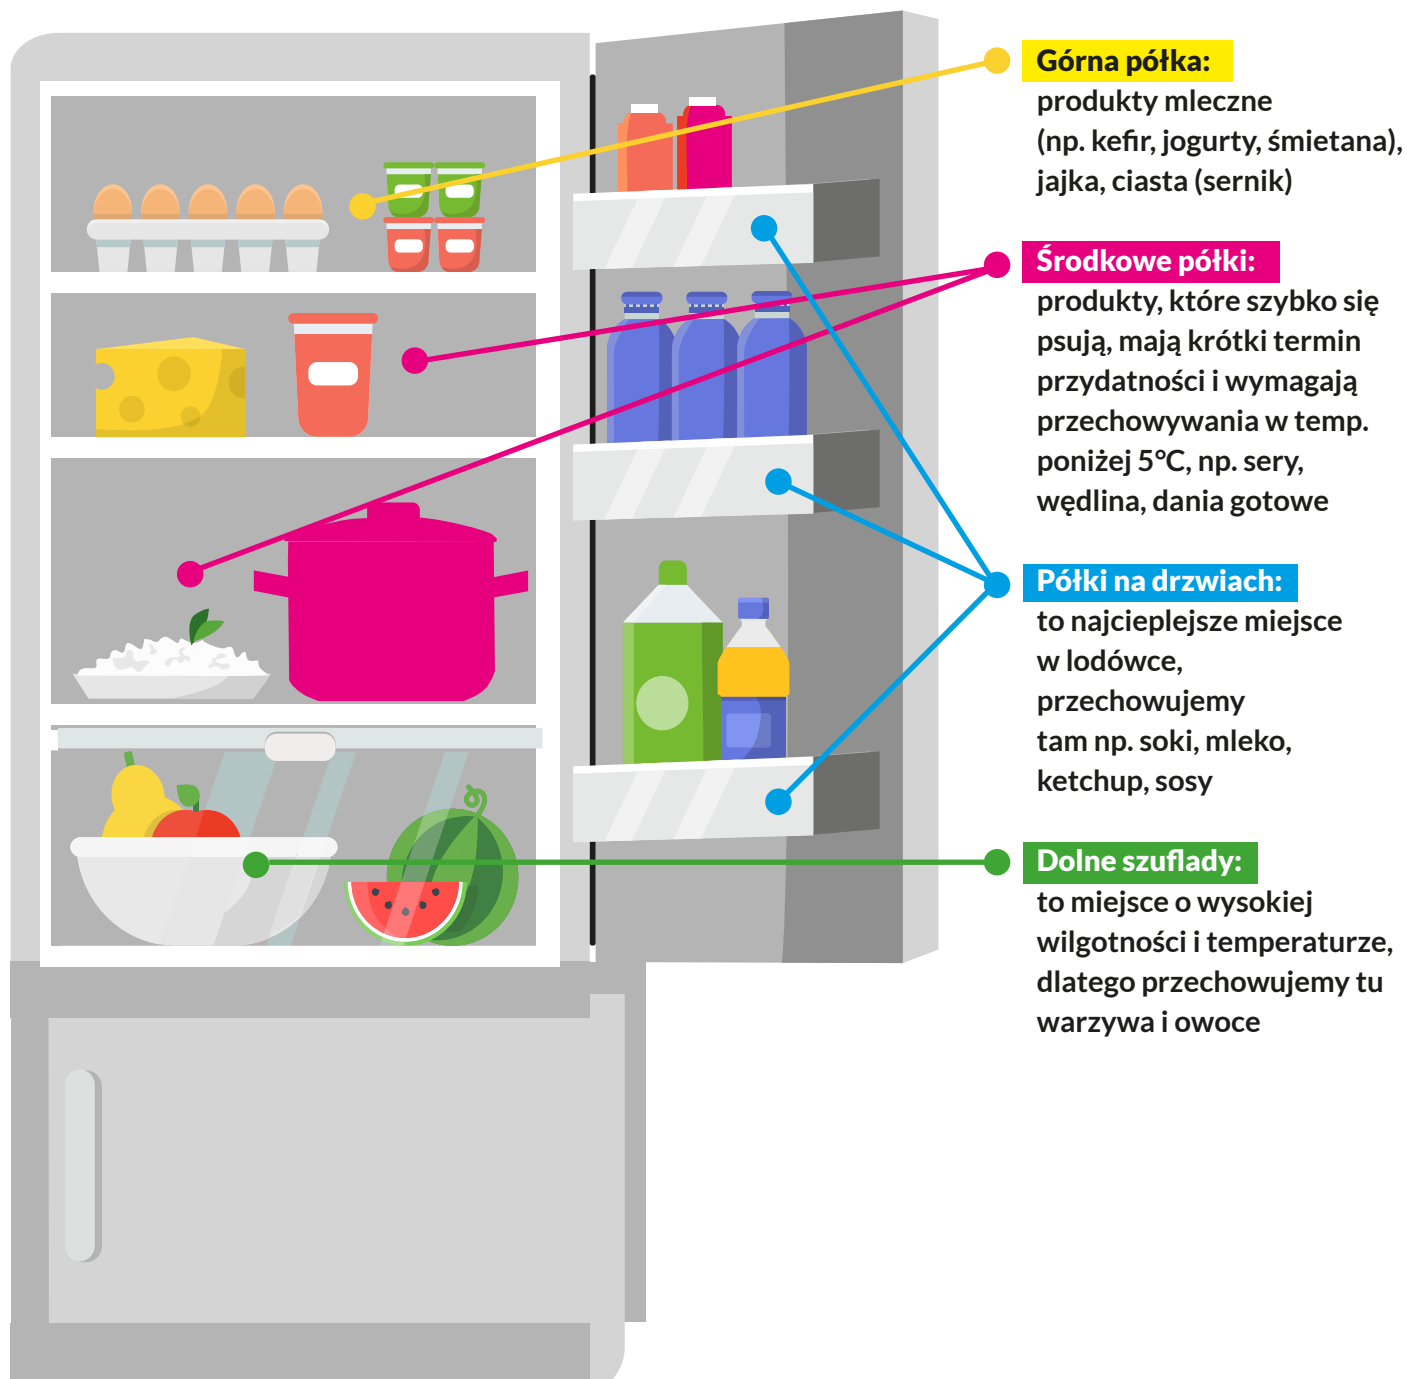 Górna półka:
produkty mleczne
(np. kefir, jogurty, śmietana),
jajka, ciasta (sernik)
Środkowe półki:
produkty, które szybko się
psują, mają krótki termin
przydatności i wymagają
przechowywania w temp.
poniżej 5°C, np. sery,
wędlina, dania gotowe
Półki na drzwiach:
to najcieplejsze miejsce
w lodówce,
przechowujemy
tam np. soki, mleko,
ketchup, sosy
Dolne szuflady:
to miejsce o wysokiej
wilgotności i temperaturze,
dlatego przechowujemy tu
warzywa i owoce